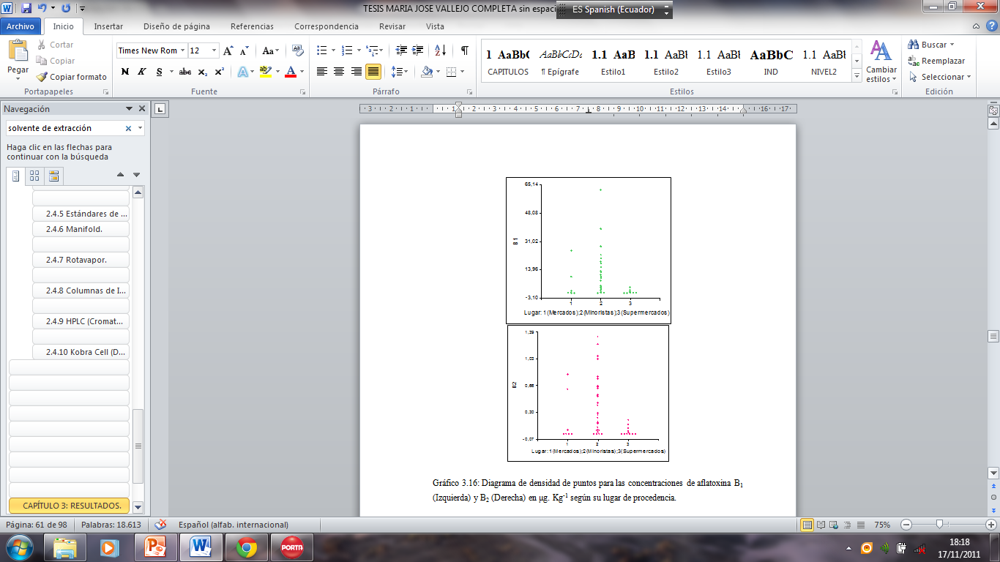 TESIS MARIA JOSE VALLEJO COMPLETA sin espaci
ES Spanish (Ecuador)
Archivo Inicio Insertar Diseño de página Referencias Correspondencia Revisar Vista
Pegar
Cortar
Copiar
Copiar formato
Portapapeles
Times New Rom 12
Fuente
Párrafo
1 AaBbC AaBbCcDc 1.1 AaB 1.1 AaBl 1.1 AaBl AaBbC 1.1 AaBl
CAPITULOS ¶ Epígrafe Estilo1 Estilo2 Estilo3 IND NIVEL2
Estilos
Cambiar
estilos
Buscar
Reemplazar
Seleccionar
Edición
Navegación
solvente de extracción
Haga clic en las flechas para
continuar con la búsqueda
2.4.5 Estándares de ...
2.4.6 Manifold.
2.4.7 Rotavapor.
2.4.8 Columnas de I...
2.4.9 HPLC (Cromat...
2.4.10 Kobra Cell (D...
CAPÍTULO 3: RESULTADOS.
3 2 1 1 2 3 4 5 6 7 8 9 10 11 12 13 14 16 17
65,14
48,08
31,02
13,96
-3,10
B1
1 2 3
Lugar: 1(Mercados);2(Minoristas);3(Supermercados)
1,39
1,03
0,66
0,30
-0,07
B2
1 2 3
Lugar: 1(Mercados);2(Minoristas);3(Supermercados)
Gráfico 3.16: Diagrama de densidad de puntos para las concentraciones de aflatoxina B1
(Izquierda) y B2 (Derecha) en µg. Kg-1 según su lugar de procedencia.
Página: 61 de 98 Palabras: 18.613 Español (alfab. internacional) 75%
PORTA
18:18
17/11/2011